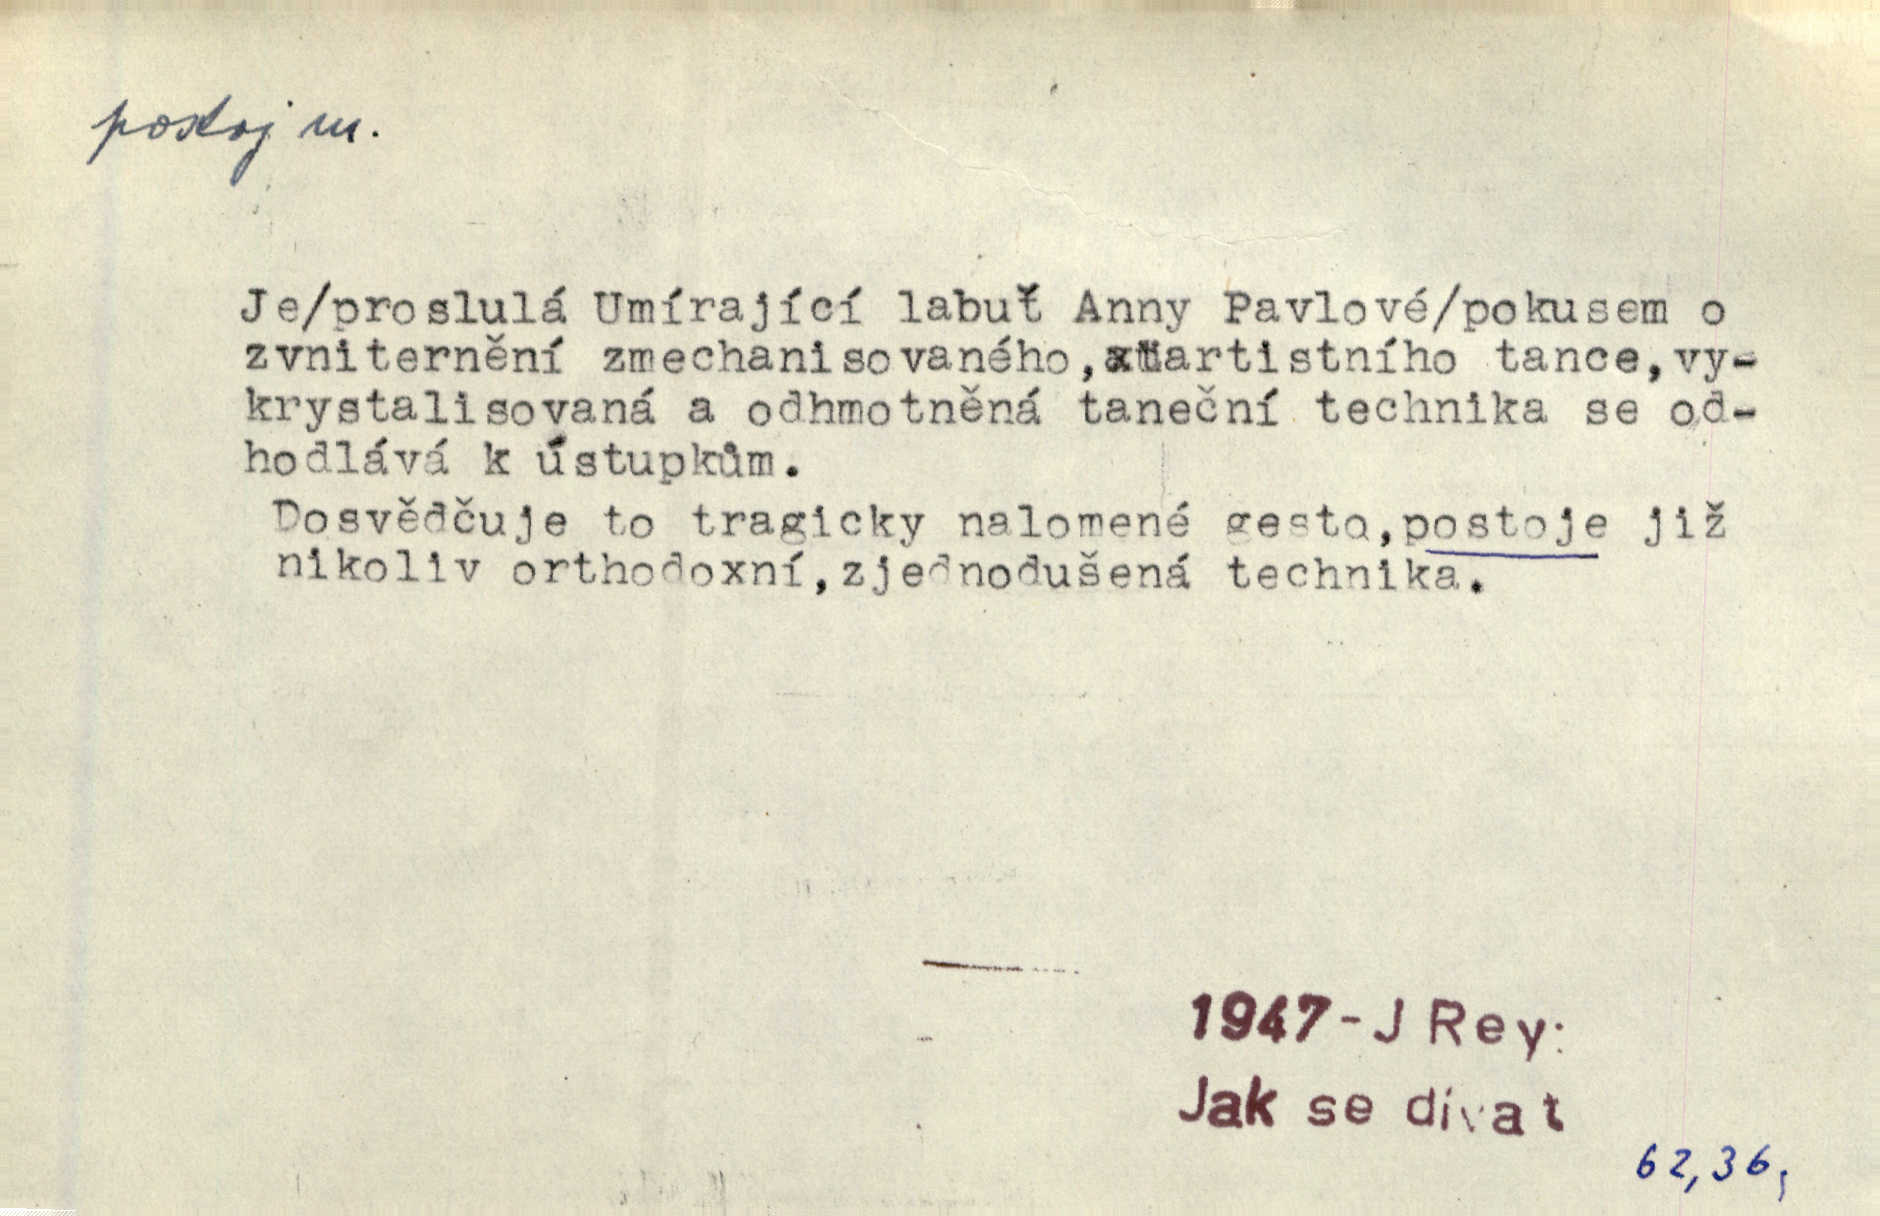 postoj m.
Je/proslulá Umírající labuť Anny Pavlové/pokusem o
zvniternění zmechanisovaného,artistního tance,vy-
krystalisovaná a odhmotněná taneční technika se od-
hodlává k ústupkům.
Dosvědčuje to tragicky nalomené gesto,postoje již
nikoliv orthodoxní,zjednodušená technika.
1947-J Rey:
Jak se dívat
62,36,